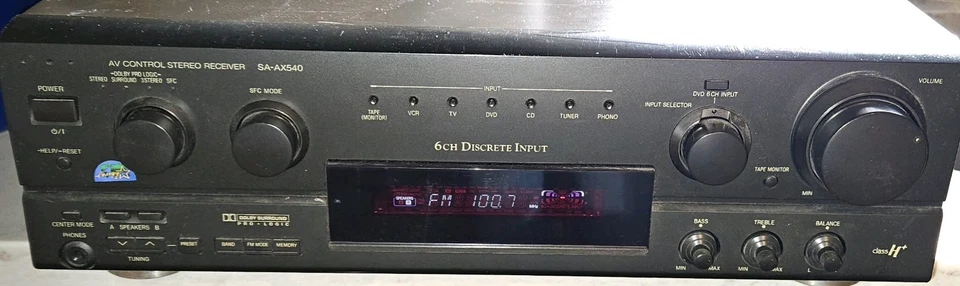 AV CONTROL STEREO RECEIVER SA-AX540
-DOLBY PRO LOGIC-
STEREO SURROUND 3STEREO SFC
POWER
⏻/I
-HELP/-RESET
SFC MODE
INPUT
TAPE (MONITOR) VCR TV DVD CD TUNER PHONO
6CH DISCRETE INPUT
DVD 6CH INPUT
INPUT SELECTOR
TAPE MONITOR
VOLUME
MIN
SPEAKERS
FM 100.7 MHz
CENTER MODE
A SPEAKERS B
PHONES
TUNING
PRESET
DOLBY SURROUND
PRO • LOGIC
BAND FM MODE MEMORY
BASS TREBLE BALANCE
MIN MAX MIN MAX L
class H+